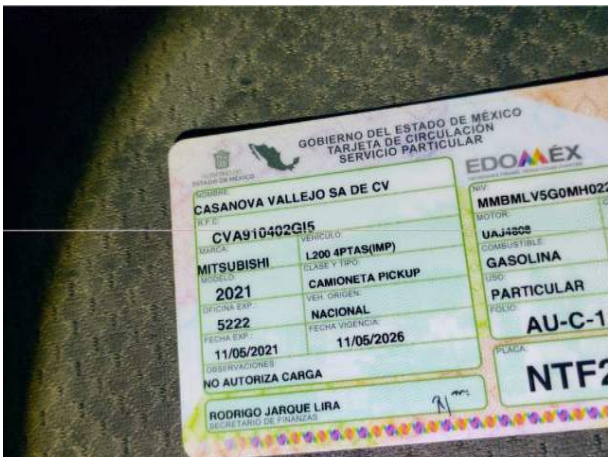 GOBIERNO DEL ESTADO DE MÉXICO
TARJETA DE CIRCULACIÓN
SERVICIO PARTICULAR
ESTADO DE MÉXICO
EDOMÉX
NOMBRE:
CASANOVA VALLEJO SA DE CV
R.F.C.
CVA910402GI5
MARCA:
MITSUBISHI
VEHÍCULO:
L200 4PTAS(IMP)
MODELO:
2021
CLASE Y TIPO:
CAMIONETA PICKUP
OFICINA EXP.:
5222
VEH. ORIGEN:
NACIONAL
FECHA EXP.:
11/05/2021
FECHA VIGENCIA:
11/05/2026
OBSERVACIONES:
NO AUTORIZA CARGA
RODRIGO JARQUE LIRA
SECRETARIO DE FINANZAS
NIV:
MMBMLV5G0MH022
MOTOR:
UAJ4808
COMBUSTIBLE:
GASOLINA
USO:
PARTICULAR
FOLIO:
AU-C-1
PLACA:
NTF2